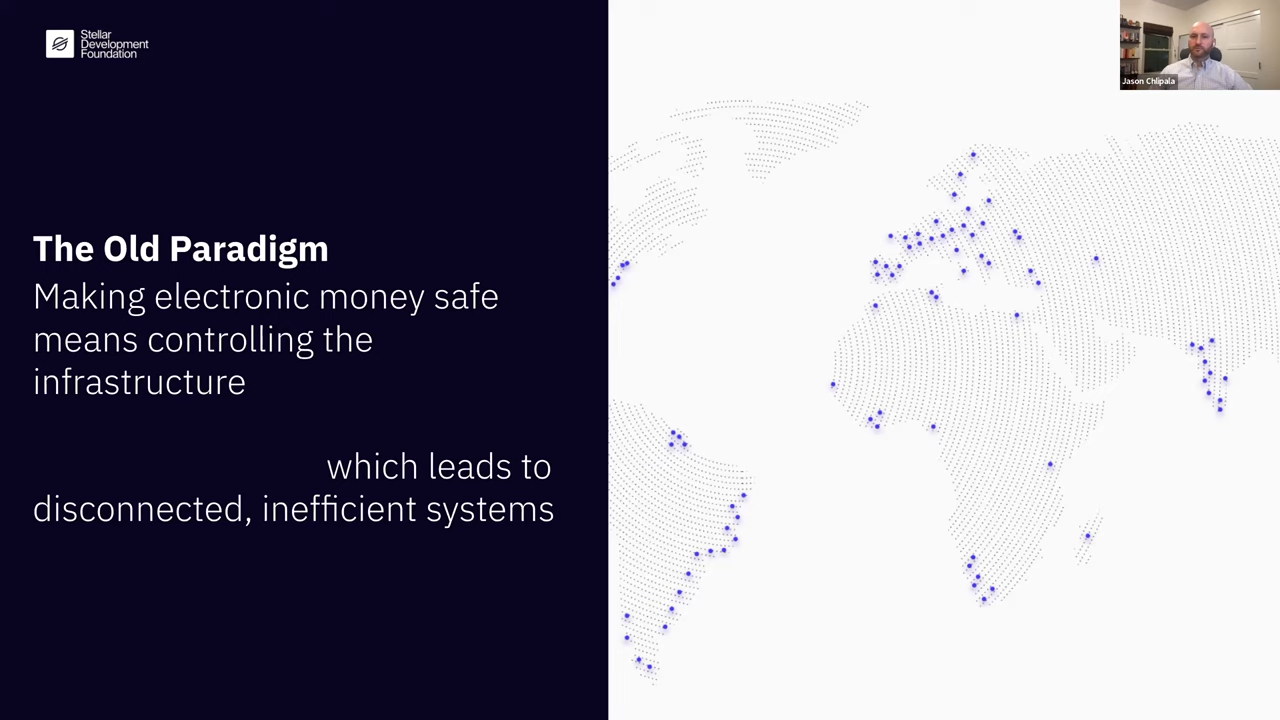 Stellar
Development
Foundation
Jason Chlipala
The Old Paradigm
Making electronic money safe
means controlling the
infrastructure
which leads to
disconnected, inefficient systems